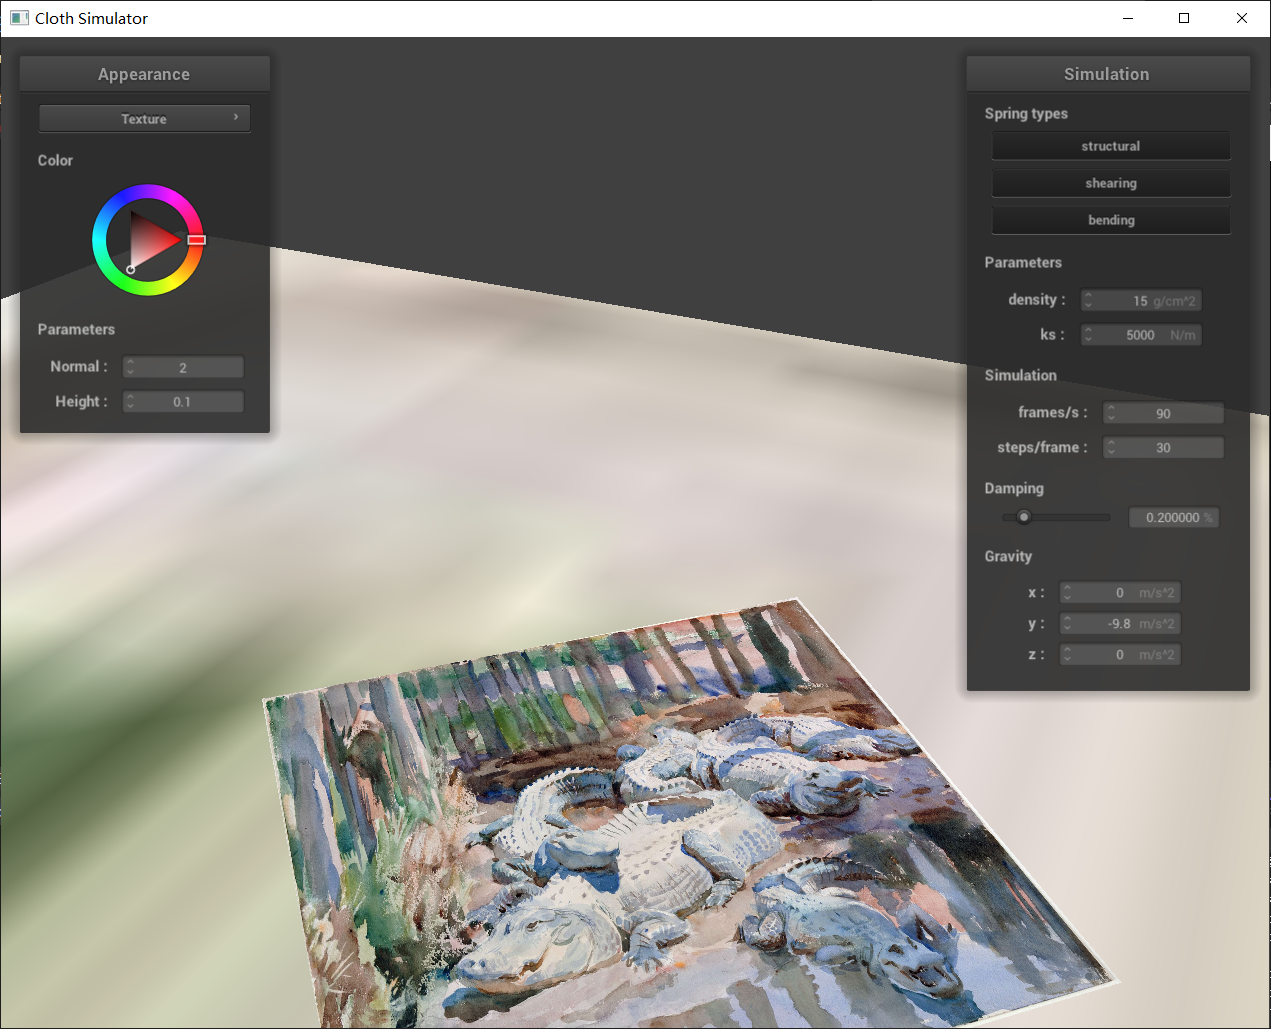 Cloth Simulator
Appearance
Texture
Color
Parameters
Normal : 2
Height : 0.1
Simulation
Spring types
structural
shearing
bending
Parameters
density : 15 g/cm^2
ks : 5000 N/m
Simulation
frames/s : 90
steps/frame : 30
Damping
0.200000 %
Gravity
x : 0 m/s^2
y : -9.8 m/s^2
z : 0 m/s^2